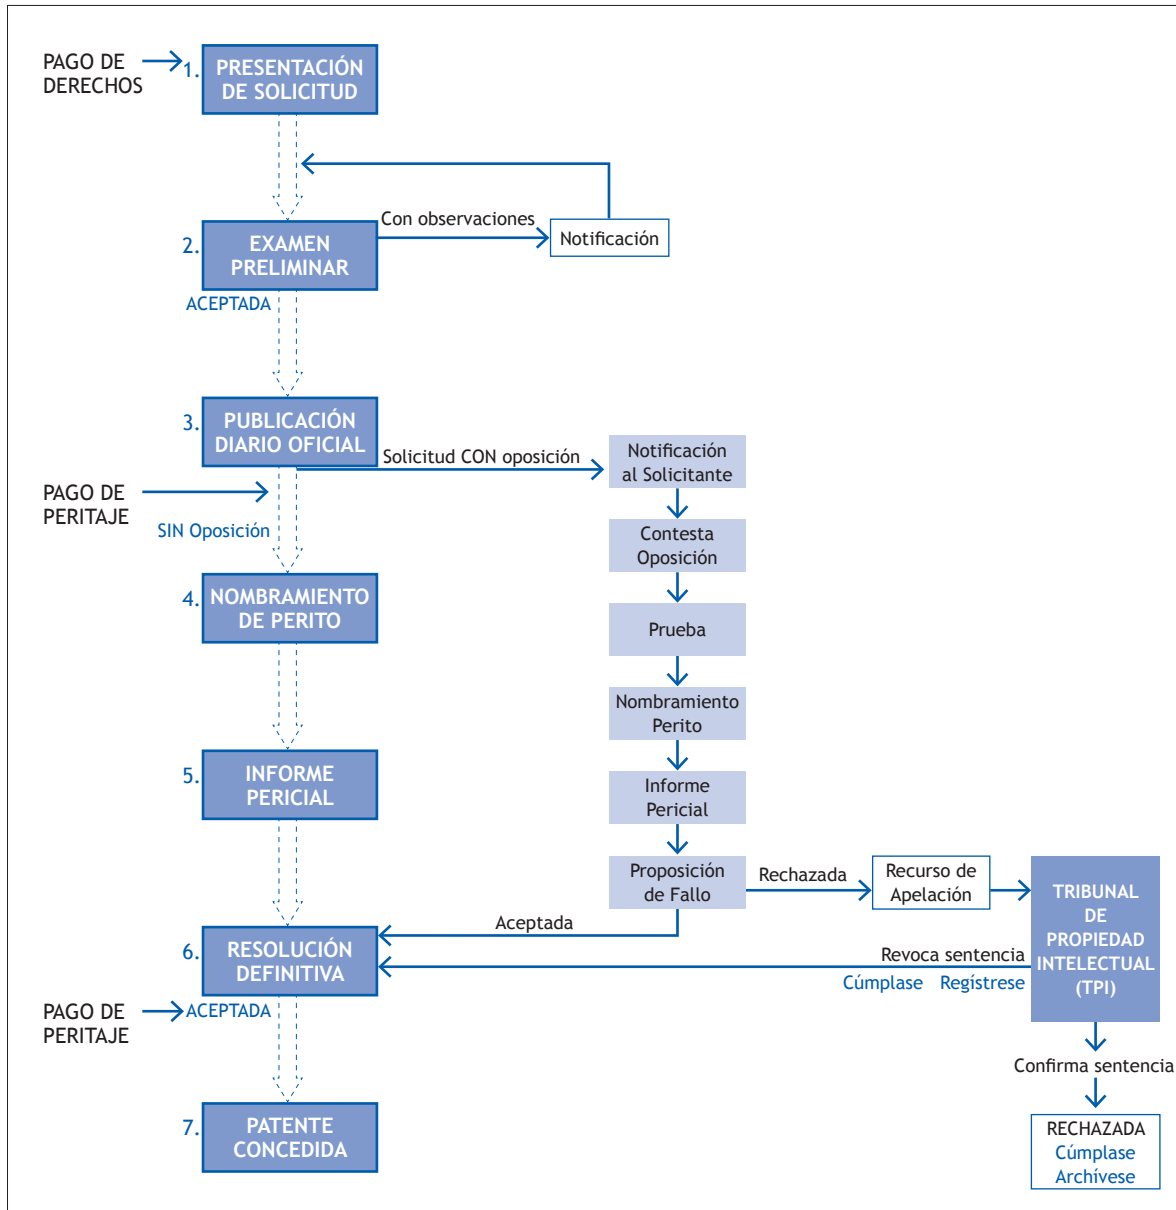 PAGO DE
DERECHOS
1.
PRESENTACIÓN
DE SOLICITUD
2.
EXAMEN
PRELIMINAR
Con observaciones
Notificación
ACEPTADA
3.
PUBLICACIÓN
DIARIO OFICIAL
Solicitud CON oposición
Notificación
al Solicitante
PAGO DE
PERITAJE
SIN Oposición
Contesta
Oposición
4.
NOMBRAMIENTO
DE PERITO
Prueba
Nombramiento
Perito
5.
INFORME
PERICIAL
Informe
Pericial
Proposición
de Fallo
Rechazada
Recurso de
Apelación
TRIBUNAL
DE
PROPIEDAD
INTELECTUAL
(TPI)
Aceptada
6.
RESOLUCIÓN
DEFINITIVA
Revoca sentencia
Cúmplase Regístrese
PAGO DE
PERITAJE
ACEPTADA
Confirma sentencia
7.
PATENTE
CONCEDIDA
RECHAZADA
Cúmplase
Archívese